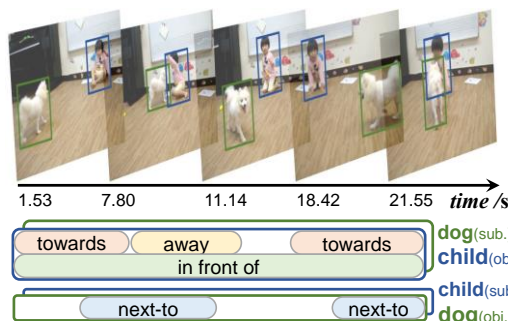 1.53 7.80 11.14 18.42 21.55 time /s
towards away towards dog(sub.
in front of child(ob
child(sub
next-to next-to dog(obj.